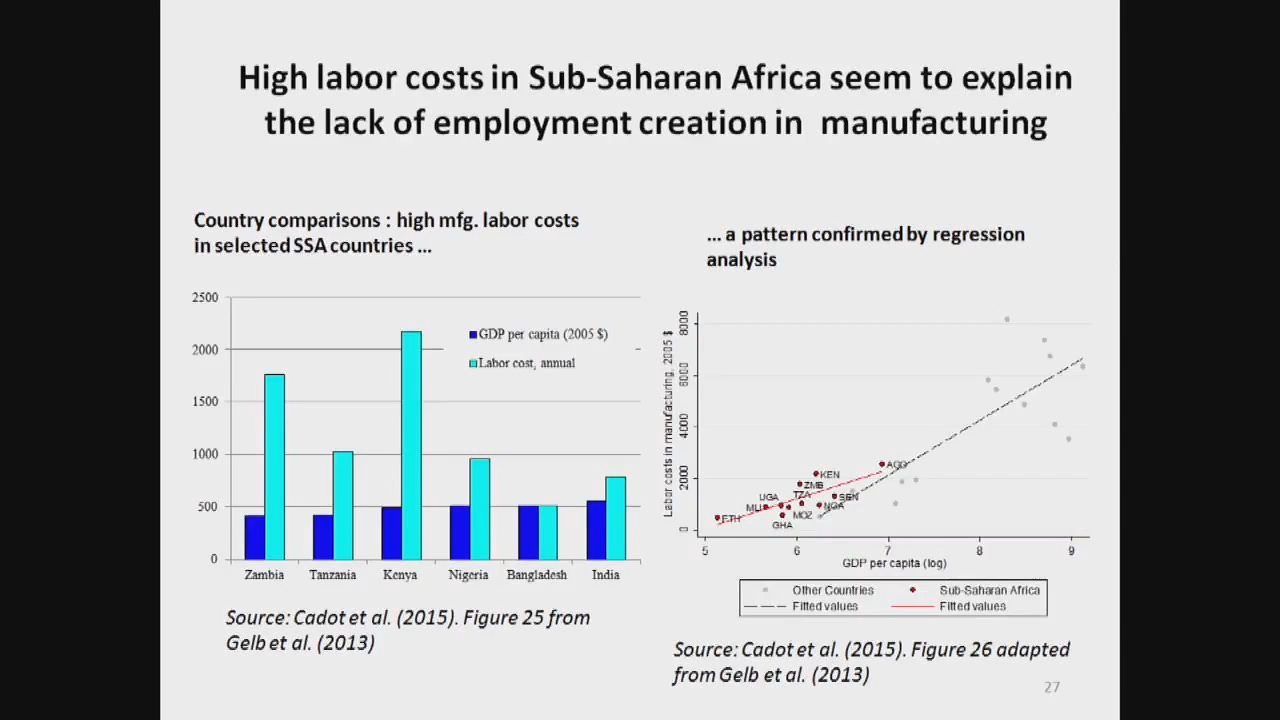 High labor costs in Sub-Saharan Africa seem to explain
the lack of employment creation in manufacturing
Country comparisons : high mfg. labor costs
in selected SSA countries ...
2500
2000
1500
1000
500
0
GDP per capita (2005 $)
Labor cost, annual
Zambia Tanzania Kenya Nigeria Bangladesh India
Source: Cadot et al. (2015). Figure 25 from
Gelb et al. (2013)
... a pattern confirmed by regression
analysis
Labor costs in manufacturing, 2005 $
8000
6000
4000
2000
0
AGO
KEN
ZMB
TZA
SEN
UGA
MLI
MOZ
NGA
GHA
ETH
5 6 7 8 9
GDP per capita (log)
Other Countries Sub-Saharan Africa
Fitted values Fitted values
Source: Cadot et al. (2015). Figure 26 adapted
from Gelb et al. (2013)
27